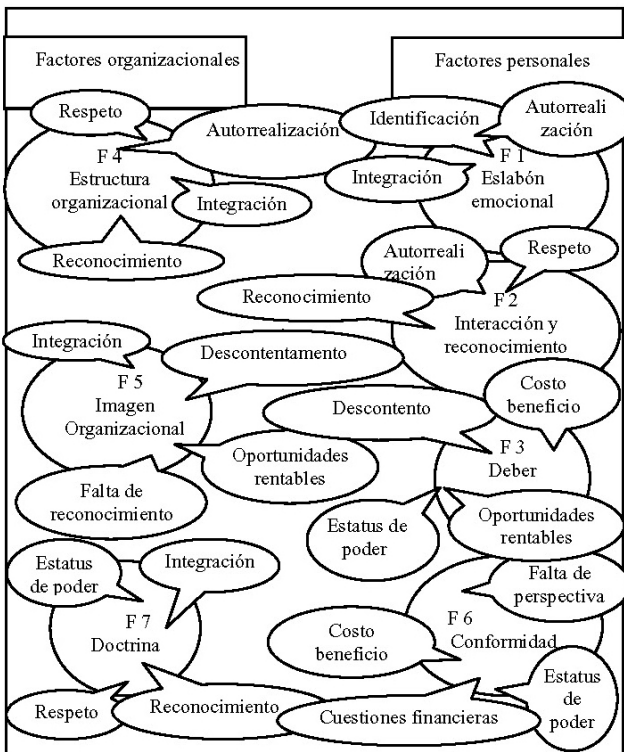 Factores organizacionales
Factores personales
Respeto
Autorrealización
F 4
Estructura
organizacional
Integración
Reconocimiento
Identificación
Autorreali
zación
Integración
F 1
Eslabón
emocional
Autorreali
zación
Respeto
Reconocimiento
F 2
Interacción y
reconocimiento
Integración
Descontentamento
F 5
Imagen
Organizacional
Oportunidades
rentables
Falta de
reconocimiento
Costo
beneficio
Descontento
F 3
Deber
Estatus de
poder
Oportunidades
rentables
Estatus
de poder
Integración
F 7
Doctrina
Respeto
Reconocimiento
Falta de
perspectiva
F 6
Conformidad
Costo
beneficio
Cuestiones financieras
Estatus
de
poder